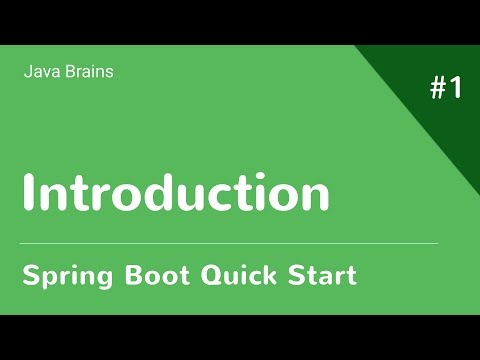 Java Brains
#1
Introduction
Spring Boot Quick Start